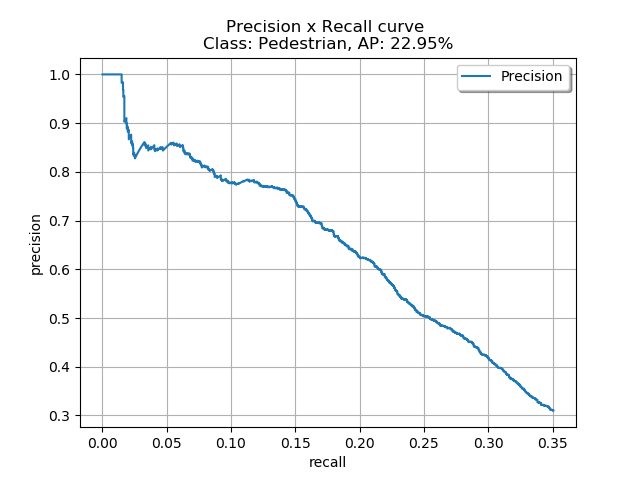 Precision x Recall curve
Class: Pedestrian, AP: 22.95%
Precision
1.0
0.9
0.8
0.7
0.6
0.5
0.4
0.3
precision
0.00 0.05 0.10 0.15 0.20 0.25 0.30 0.35
recall